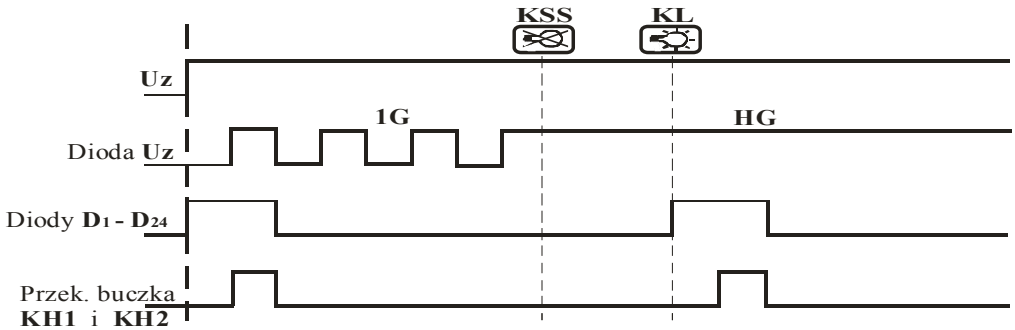 KSS KL
Uz
1G HG
Dioda Uz
Diody D1 - D24
Przek. buczka
KH1 i KH2